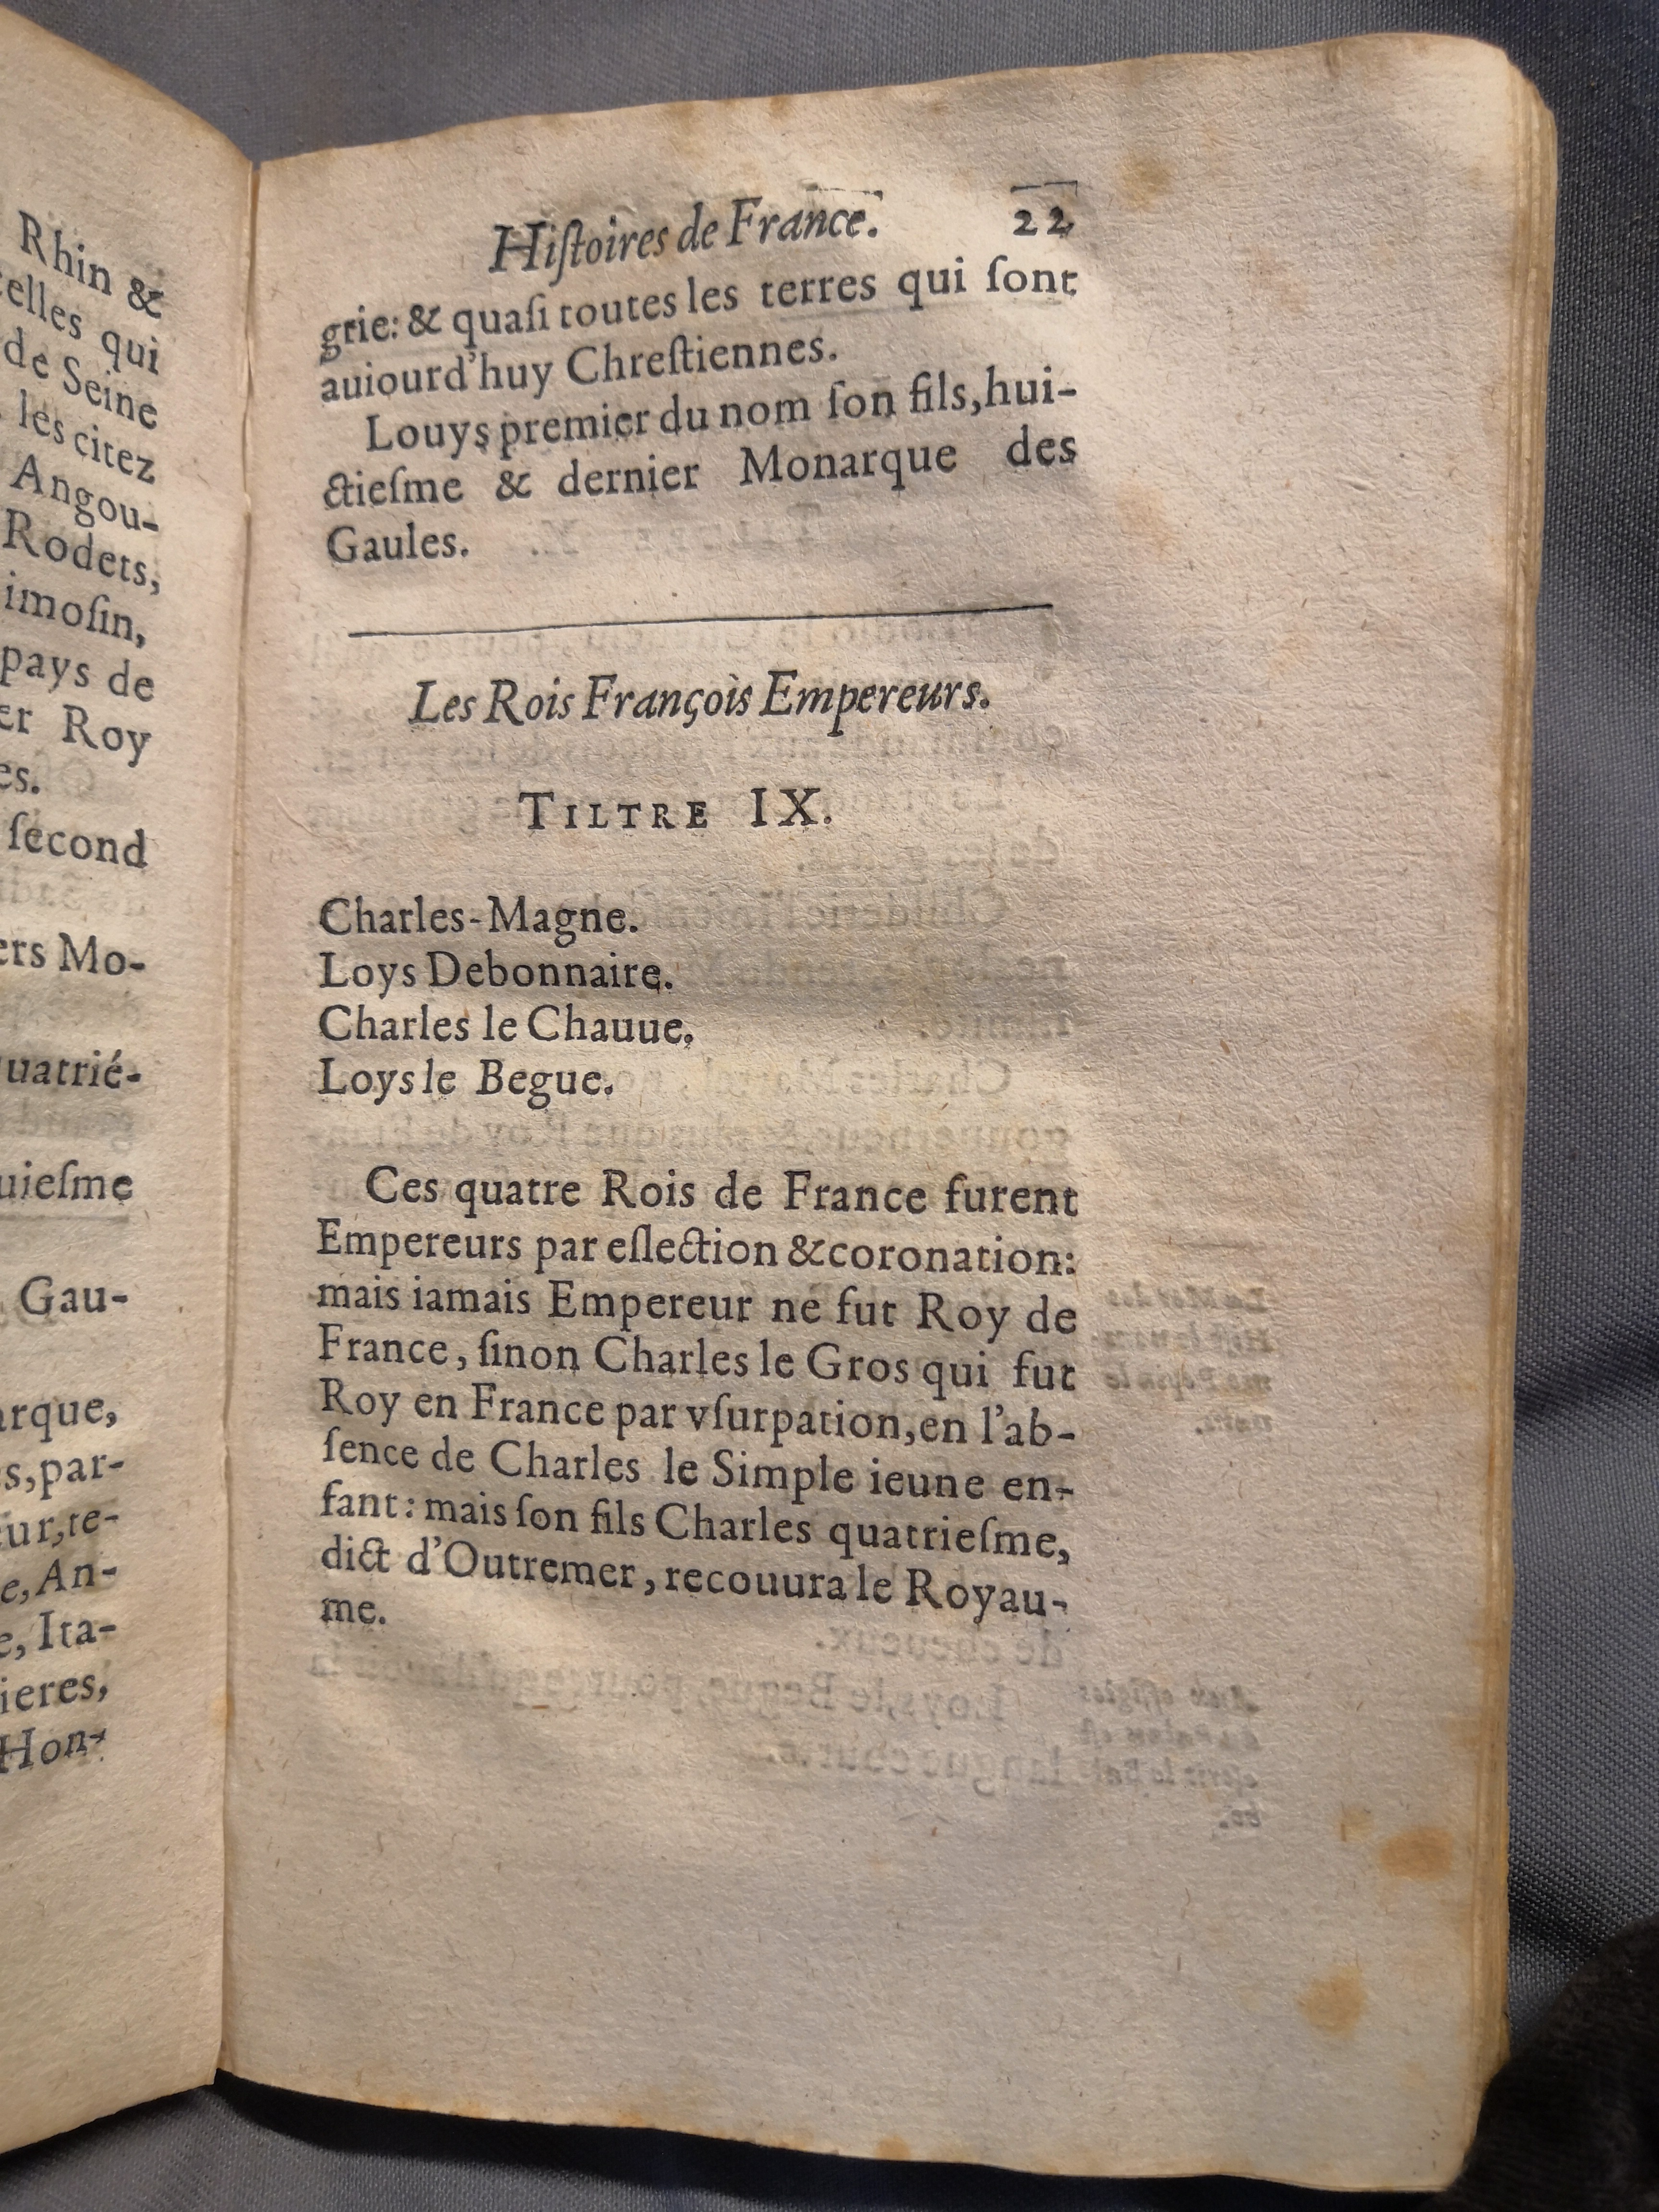 Rhin &
celles qui
de Seine
les citez
Angou-
Rodets,
imoſin,
pays de
er Roy
es.
ſecond
ers Mo-
uatrié-
uieſme
Gau-
arque,
s, par-
eur, te-
e, An-
e, Ita-
ieres,
Hon-
Hiſtoires de France. 22
grie: & quaſi toutes les terres qui ſont
auiourd'huy Chreſtiennes.
Louys premier du nom ſon fils, hui-
ctieſme & dernier Monarque des
Gaules.
Les Rois François Empereurs.
TILTRE IX.
Charles-Magne.
Loys Debonnaire.
Charles le Chauue.
Loys le Begue.
Ces quatre Rois de France furent
Empereurs par eſlection & coronation:
mais iamais Empereur ne fut Roy de
France, ſinon Charles le Gros qui fut
Roy en France par vſurpation, en l'ab-
ſence de Charles le Simple ieune en-
fant: mais ſon fils Charles quatrieſme,
dict d'Outremer, recouura le Royau-
me.